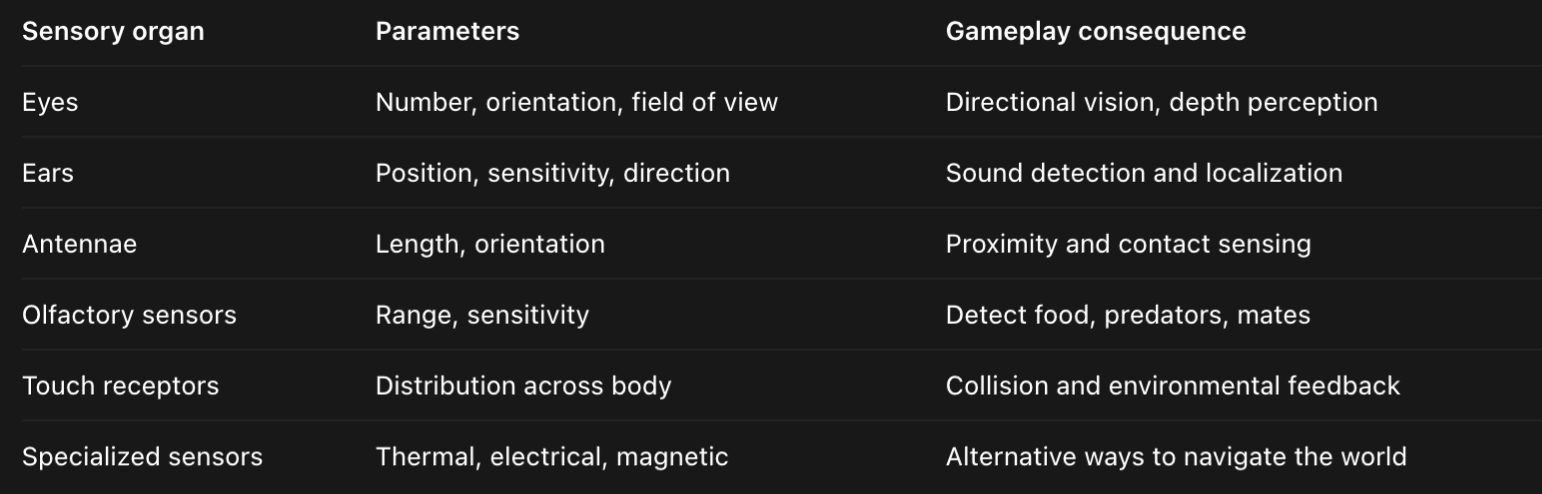 Sensory organ Parameters Gameplay consequence
Eyes Number, orientation, field of view Directional vision, depth perception
Ears Position, sensitivity, direction Sound detection and localization
Antennae Length, orientation Proximity and contact sensing
Olfactory sensors Range, sensitivity Detect food, predators, mates
Touch receptors Distribution across body Collision and environmental feedback
Specialized sensors Thermal, electrical, magnetic Alternative ways to navigate the world